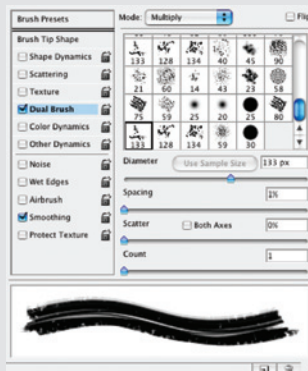 Brush Presets
Mode: Multiply Flip
Brush Tip Shape
Shape Dynamics
Scattering
Texture
Dual Brush
Color Dynamics
Other Dynamics
Noise
Wet Edges
Airbrush
Smoothing
Protect Texture
133 128 134 40 45 90
21 60 14 43 23 58
75 59 25 20 25 80
133 128 134 59 30
Diameter Use Sample Size 133 px
Spacing 1%
Scatter Both Axes 0%
Count 1